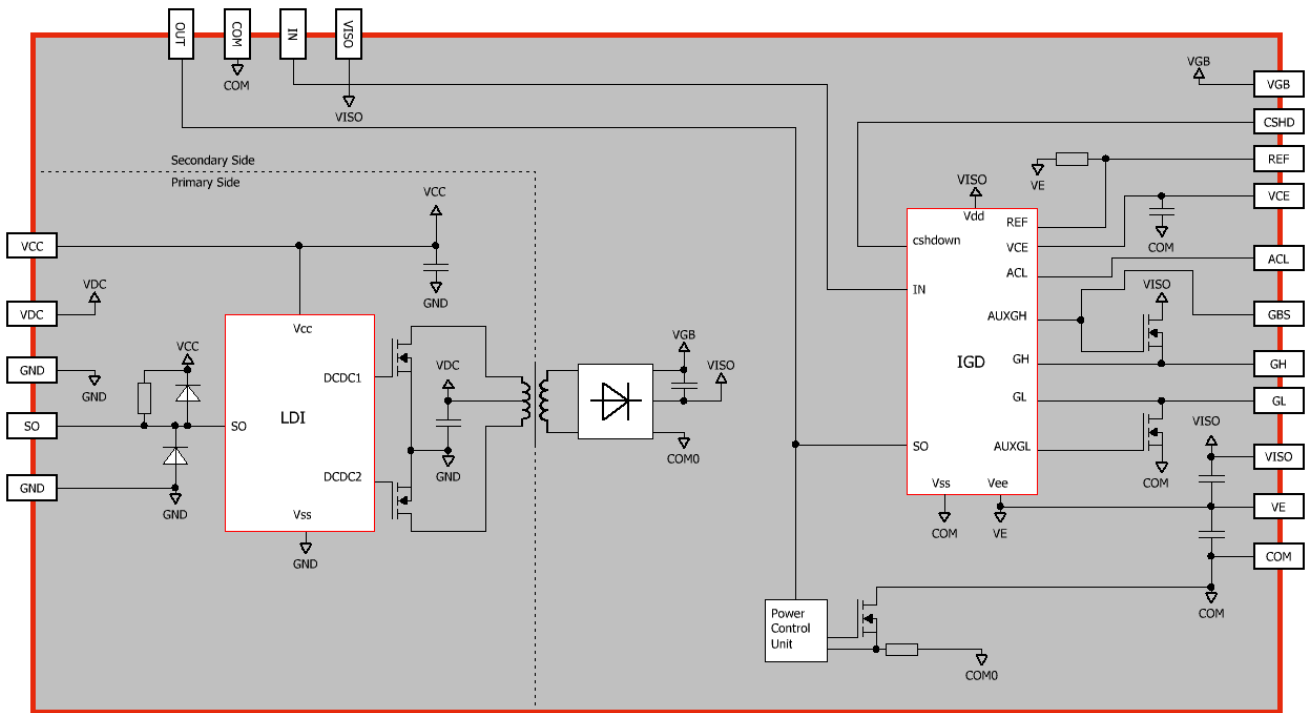 OUT
COM
IN
VISO
COM
VISO
VGB
VGB
CSHD
REF
VE
VCE
COM
ACL
VISO
GBS
GH
GL
VISO
VISO
VE
COM
COM
Secondary Side
Primary Side
VCC
VCC
GND
VDC
VDC
GND
GND
VCC
SO
GND
GND
Vcc
DCDC1
LDI
SO
DCDC2
Vss
GND
VDC
GND
VGB
VISO
COM0
VISO
Vdd
REF
cshdown
VCE
ACL
IN
AUXGH
IGD
GH
GL
SO
AUXGL
Vss
Vee
COM
VE
COM
Power
Control
Unit
COM0